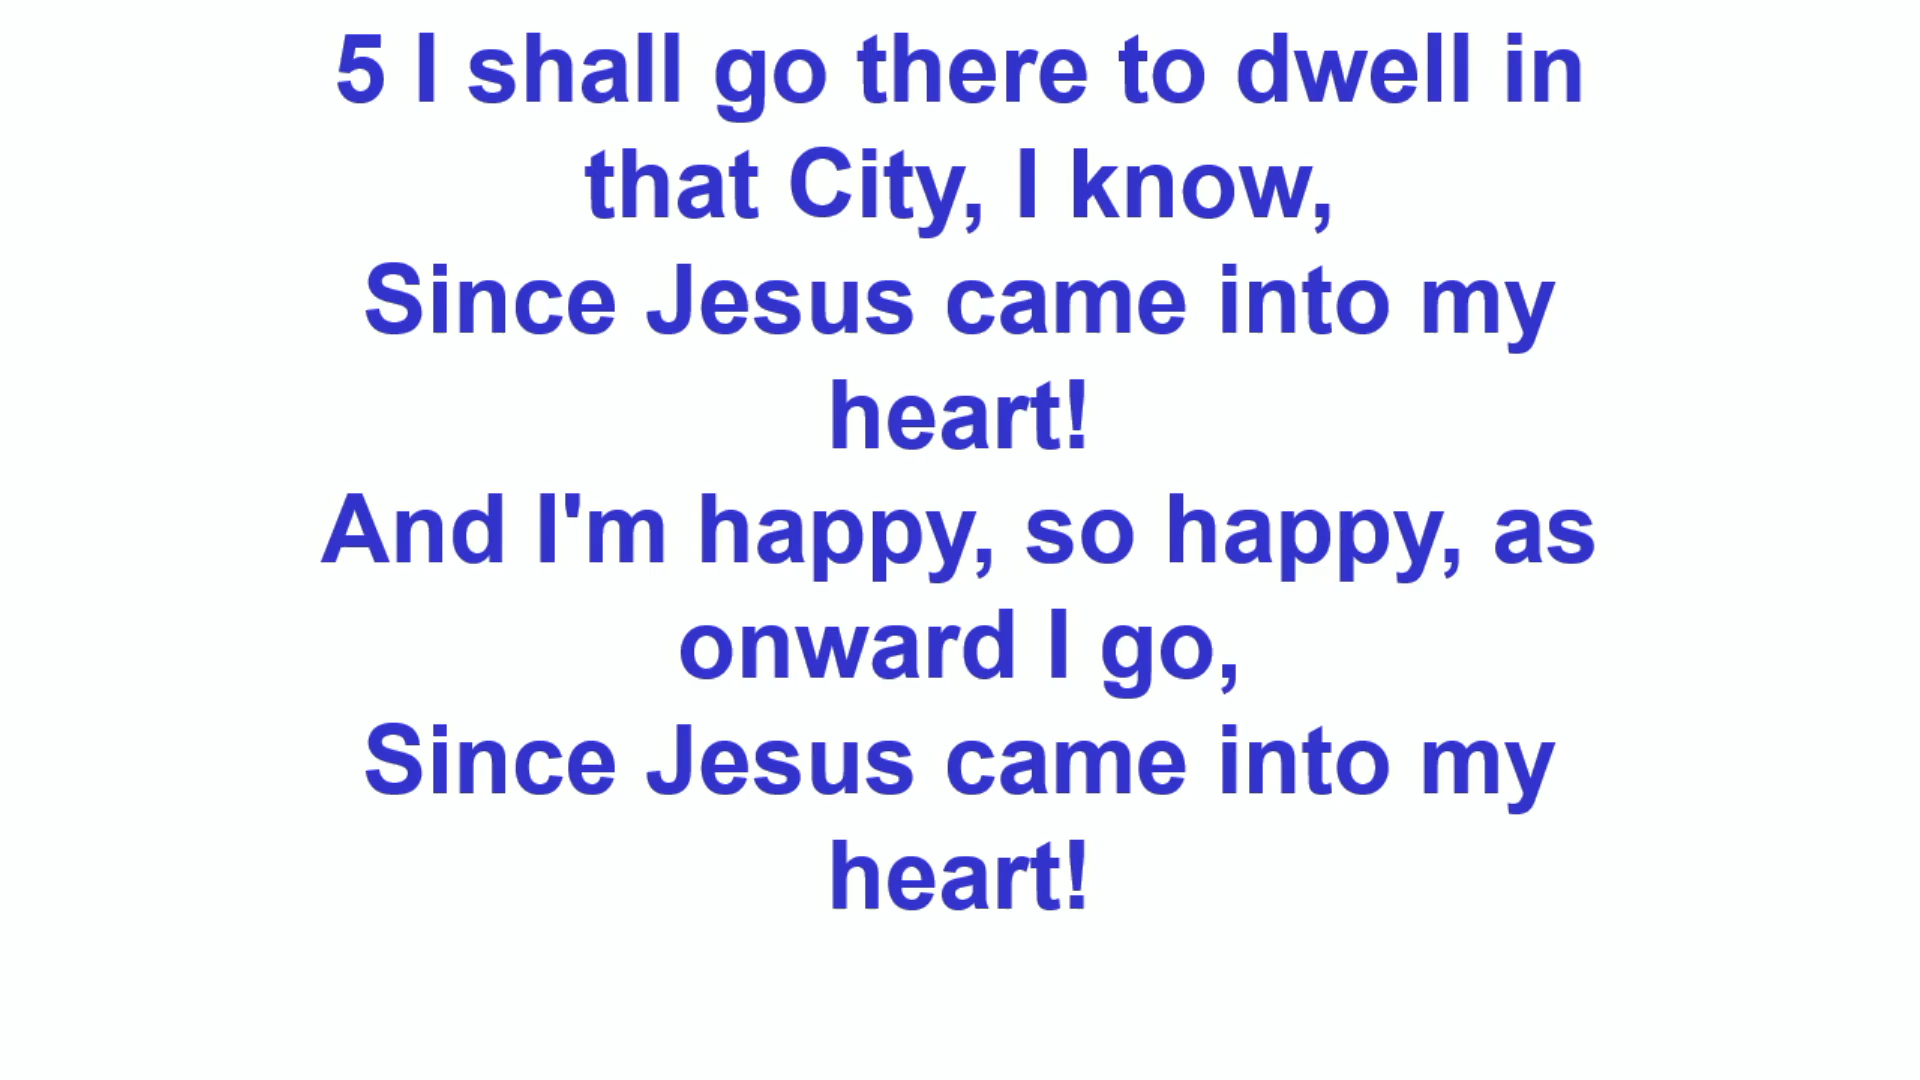 5 I shall go there to dwell in
that City, I know,
Since Jesus came into my
heart!
And I'm happy, so happy, as
onward I go,
Since Jesus came into my
heart!